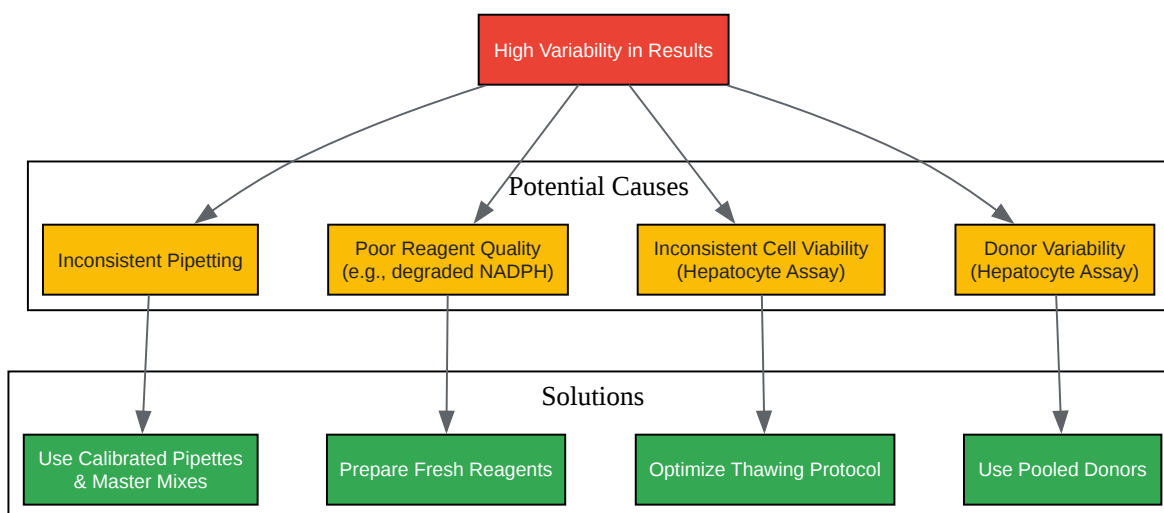 High Variability in Results
Potential Causes
Inconsistent Pipetting
Poor Reagent Quality
(e.g., degraded NADPH)
Inconsistent Cell Viability
(Hepatocyte Assay)
Donor Variability
(Hepatocyte Assay)
Solutions
Use Calibrated Pipettes
& Master Mixes
Prepare Fresh Reagents
Optimize Thawing Protocol
Use Pooled Donors